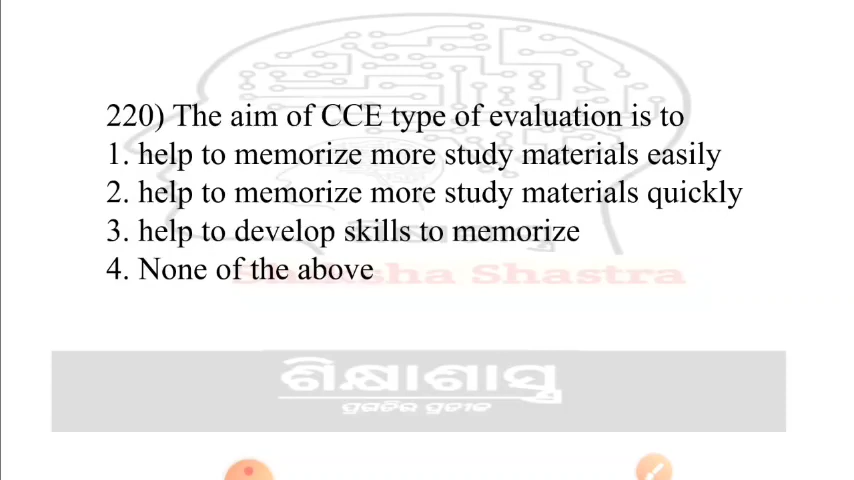 220) The aim of CCE type of evaluation is to
1. help to memorize more study materials easily
2. help to memorize more study materials quickly
3. help to develop skills to memorize
4. None of the above
Shiksha Shastra
ଶିକ୍ଷାଶାସ୍ତ୍ର
ପ୍ରଗତିର ପ୍ରତୀକ